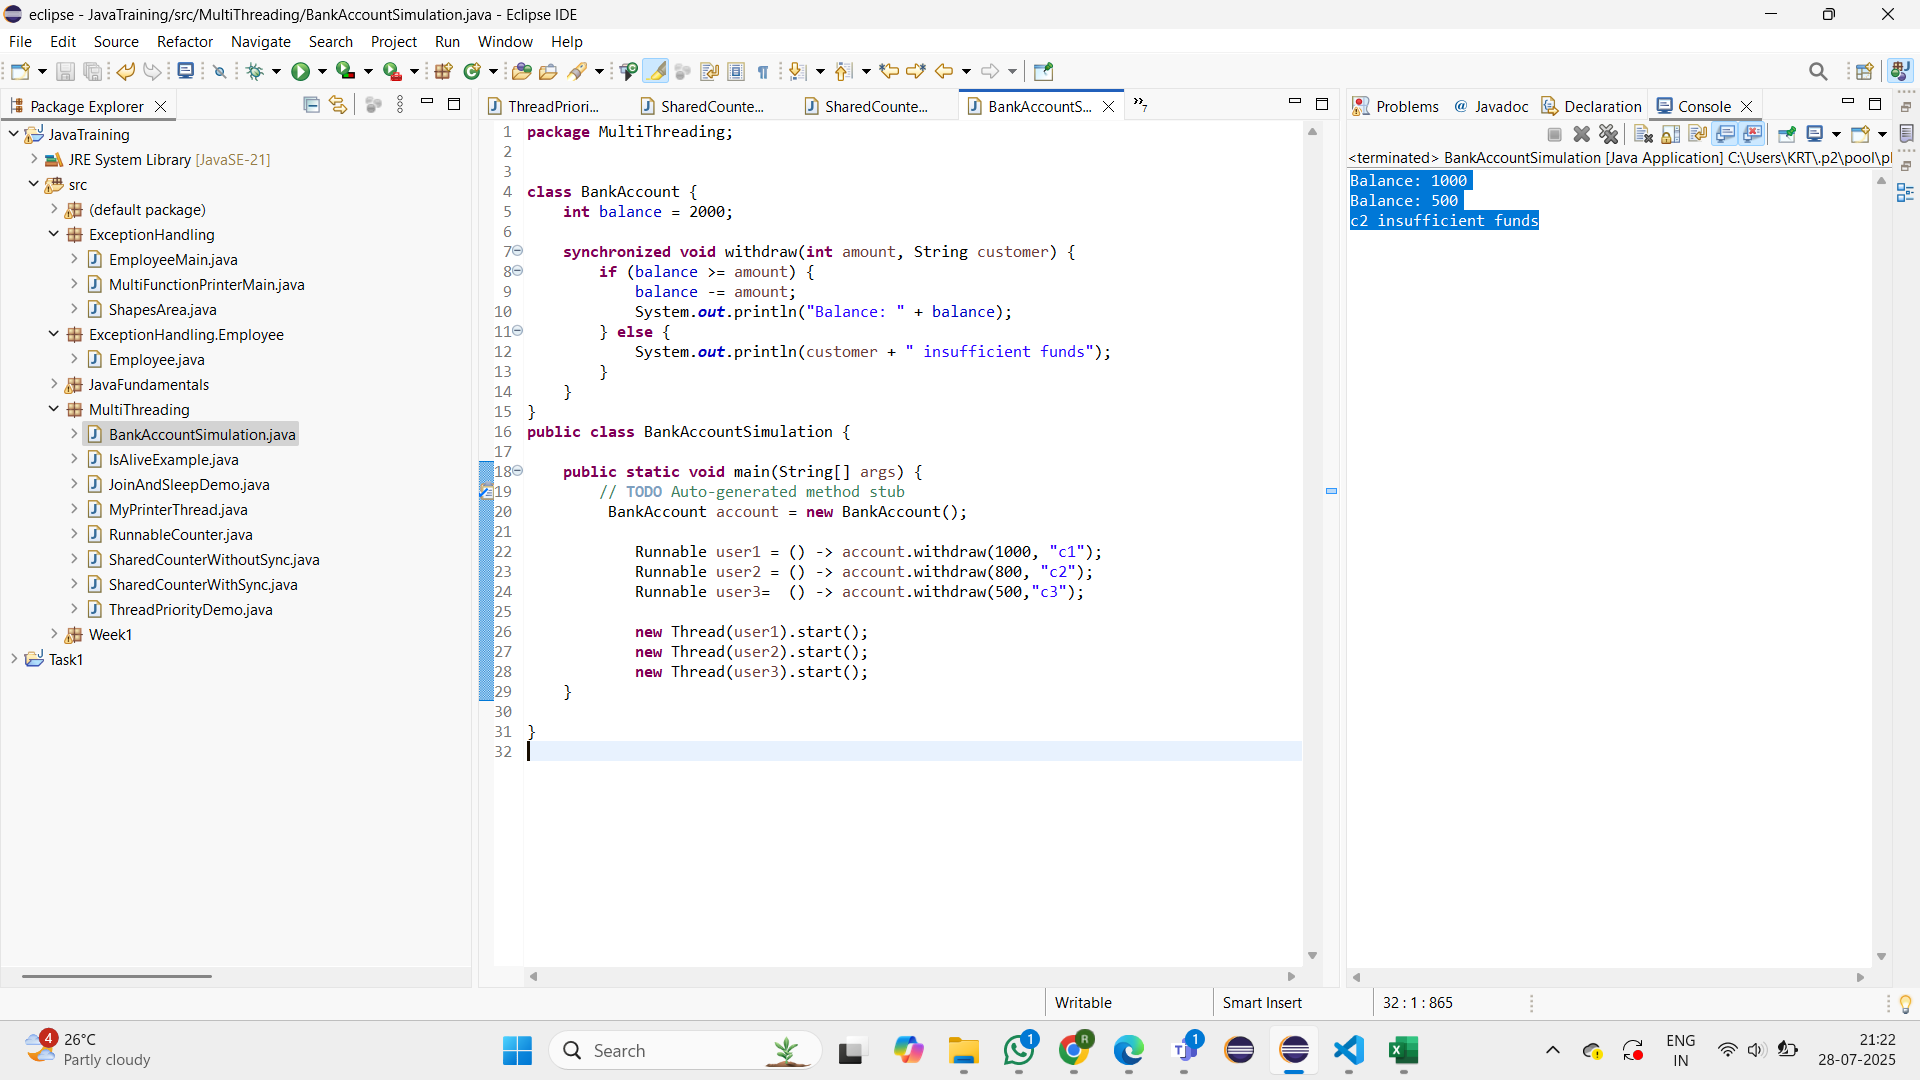 eclipse - JavaTraining/src/MultiThreading/BankAccountSimulation.java - Eclipse IDE
File Edit Source Refactor Navigate Search Project Run Window Help
Package Explorer
JavaTraining
JRE System Library [JavaSE-21]
src
(default package)
ExceptionHandling
EmployeeMain.java
MultiFunctionPrinterMain.java
ShapesArea.java
ExceptionHandling.Employee
Employee.java
JavaFundamentals
MultiThreading
BankAccountSimulation.java
IsAliveExample.java
JoinAndSleepDemo.java
MyPrinterThread.java
RunnableCounter.java
SharedCounterWithoutSync.java
SharedCounterWithSync.java
ThreadPriorityDemo.java
Week1
Task1
ThreadPriori... SharedCounte... SharedCounte... BankAccountS... »7
1 package MultiThreading;
2
3
4 class BankAccount {
5 int balance = 2000;
6
7 synchronized void withdraw(int amount, String customer) {
8 if (balance >= amount) {
9 balance -= amount;
10 System.out.println("Balance: " + balance);
11 } else {
12 System.out.println(customer + " insufficient funds");
13 }
14 }
15 }
16 public class BankAccountSimulation {
17
18 public static void main(String[] args) {
19 // TODO Auto-generated method stub
20 BankAccount account = new BankAccount();
21
22 Runnable user1 = () -> account.withdraw(1000, "c1");
23 Runnable user2 = () -> account.withdraw(800, "c2");
24 Runnable user3= () -> account.withdraw(500,"c3");
25
26 new Thread(user1).start();
27 new Thread(user2).start();
28 new Thread(user3).start();
29 }
30
31 }
32
Problems @ Javadoc Declaration Console
<terminated> BankAccountSimulation [Java Application] C:\Users\KRT\.p2\pool\pl
Balance: 1000
Balance: 500
c2 insufficient funds
Writable Smart Insert 32 : 1 : 865
4
26°C
Partly cloudy
Search
1
R
1
ENG
IN
21:22
28-07-2025